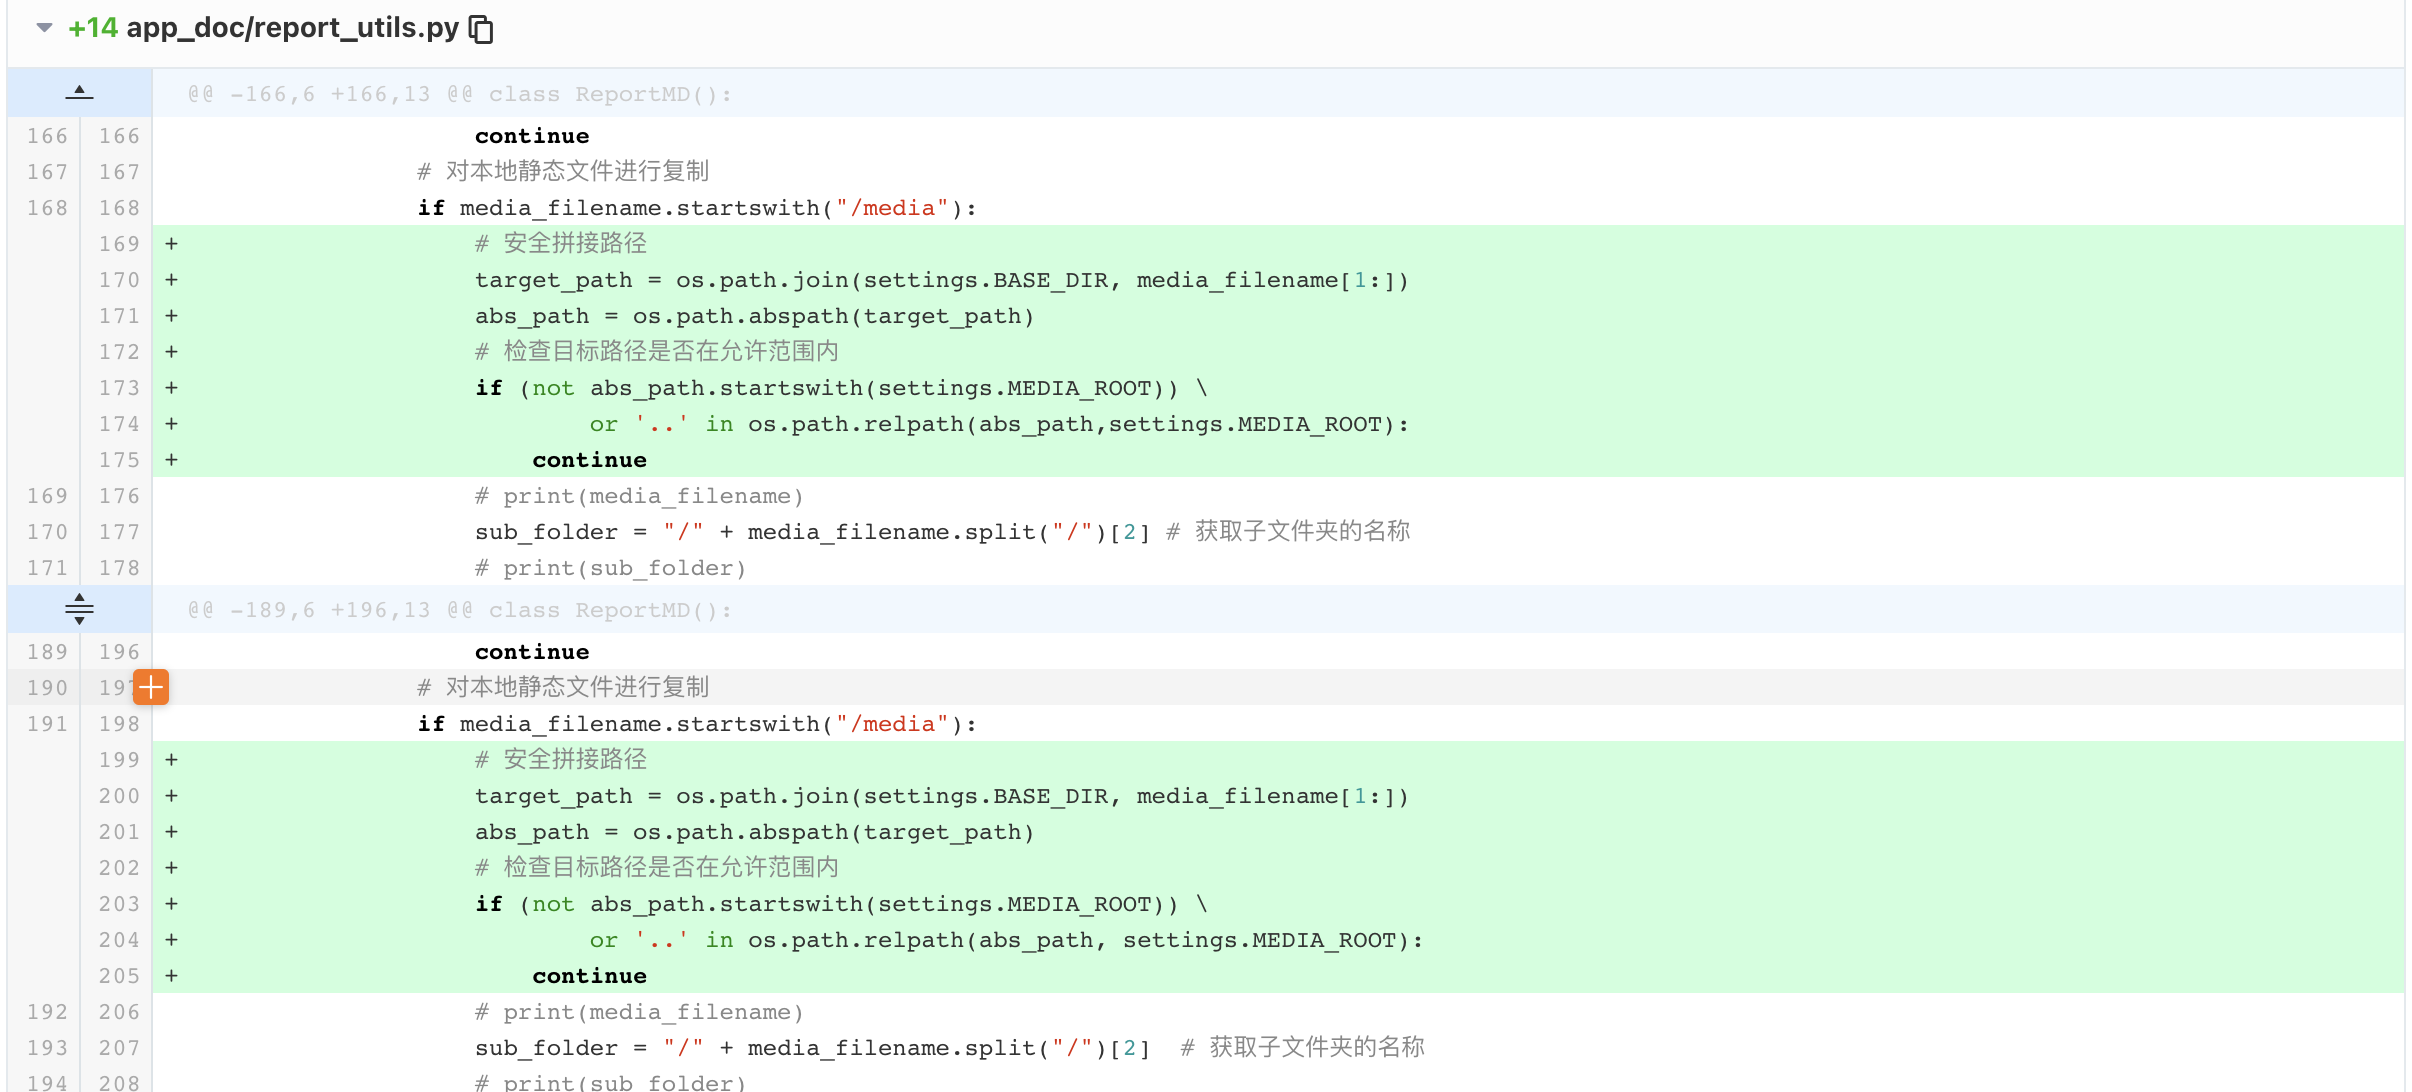 +14 app_doc/report_utils.py
@@ -166,6 +166,13 @@ class ReportMD():
166 166 continue
167 167 # 对本地静态文件进行复制
168 168 if media_filename.startswith("/media"):
169 + # 安全拼接路径
170 + target_path = os.path.join(settings.BASE_DIR, media_filename[1:])
171 + abs_path = os.path.abspath(target_path)
172 + # 检查目标路径是否在允许范围内
173 + if (not abs_path.startswith(settings.MEDIA_ROOT)) \
174 + or '..' in os.path.relpath(abs_path,settings.MEDIA_ROOT):
175 + continue
169 176 # print(media_filename)
170 177 sub_folder = "/" + media_filename.split("/")[2] # 获取子文件夹的名称
171 178 # print(sub_folder)
@@ -189,6 +196,13 @@ class ReportMD():
189 196 continue
190 197 # 对本地静态文件进行复制
191 198 if media_filename.startswith("/media"):
199 + # 安全拼接路径
200 + target_path = os.path.join(settings.BASE_DIR, media_filename[1:])
201 + abs_path = os.path.abspath(target_path)
202 + # 检查目标路径是否在允许范围内
203 + if (not abs_path.startswith(settings.MEDIA_ROOT)) \
204 + or '..' in os.path.relpath(abs_path, settings.MEDIA_ROOT):
205 + continue
192 206 # print(media_filename)
193 207 sub_folder = "/" + media_filename.split("/")[2]  # 获取子文件夹的名称
194 208 # print(sub_folder)